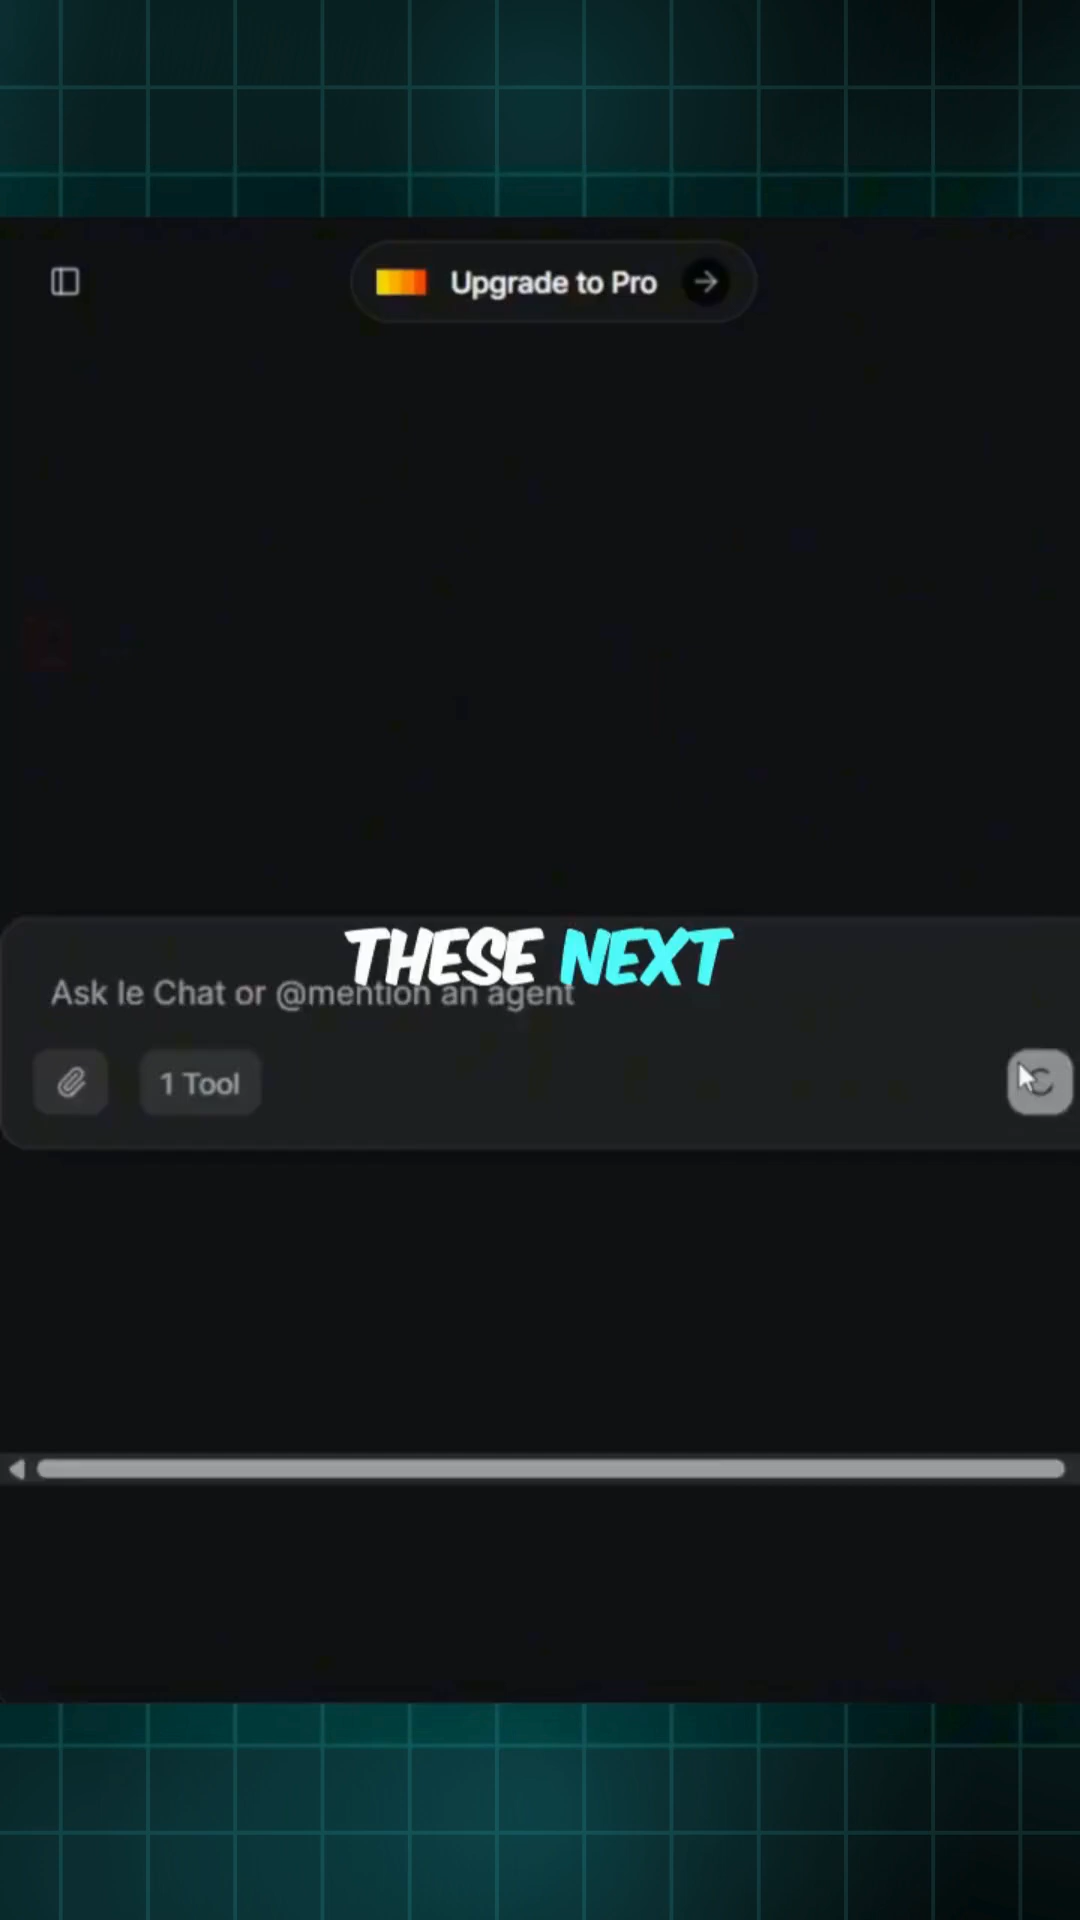 Upgrade to Pro
THESE NEXT
Ask le Chat or @mention an agent
1 Tool